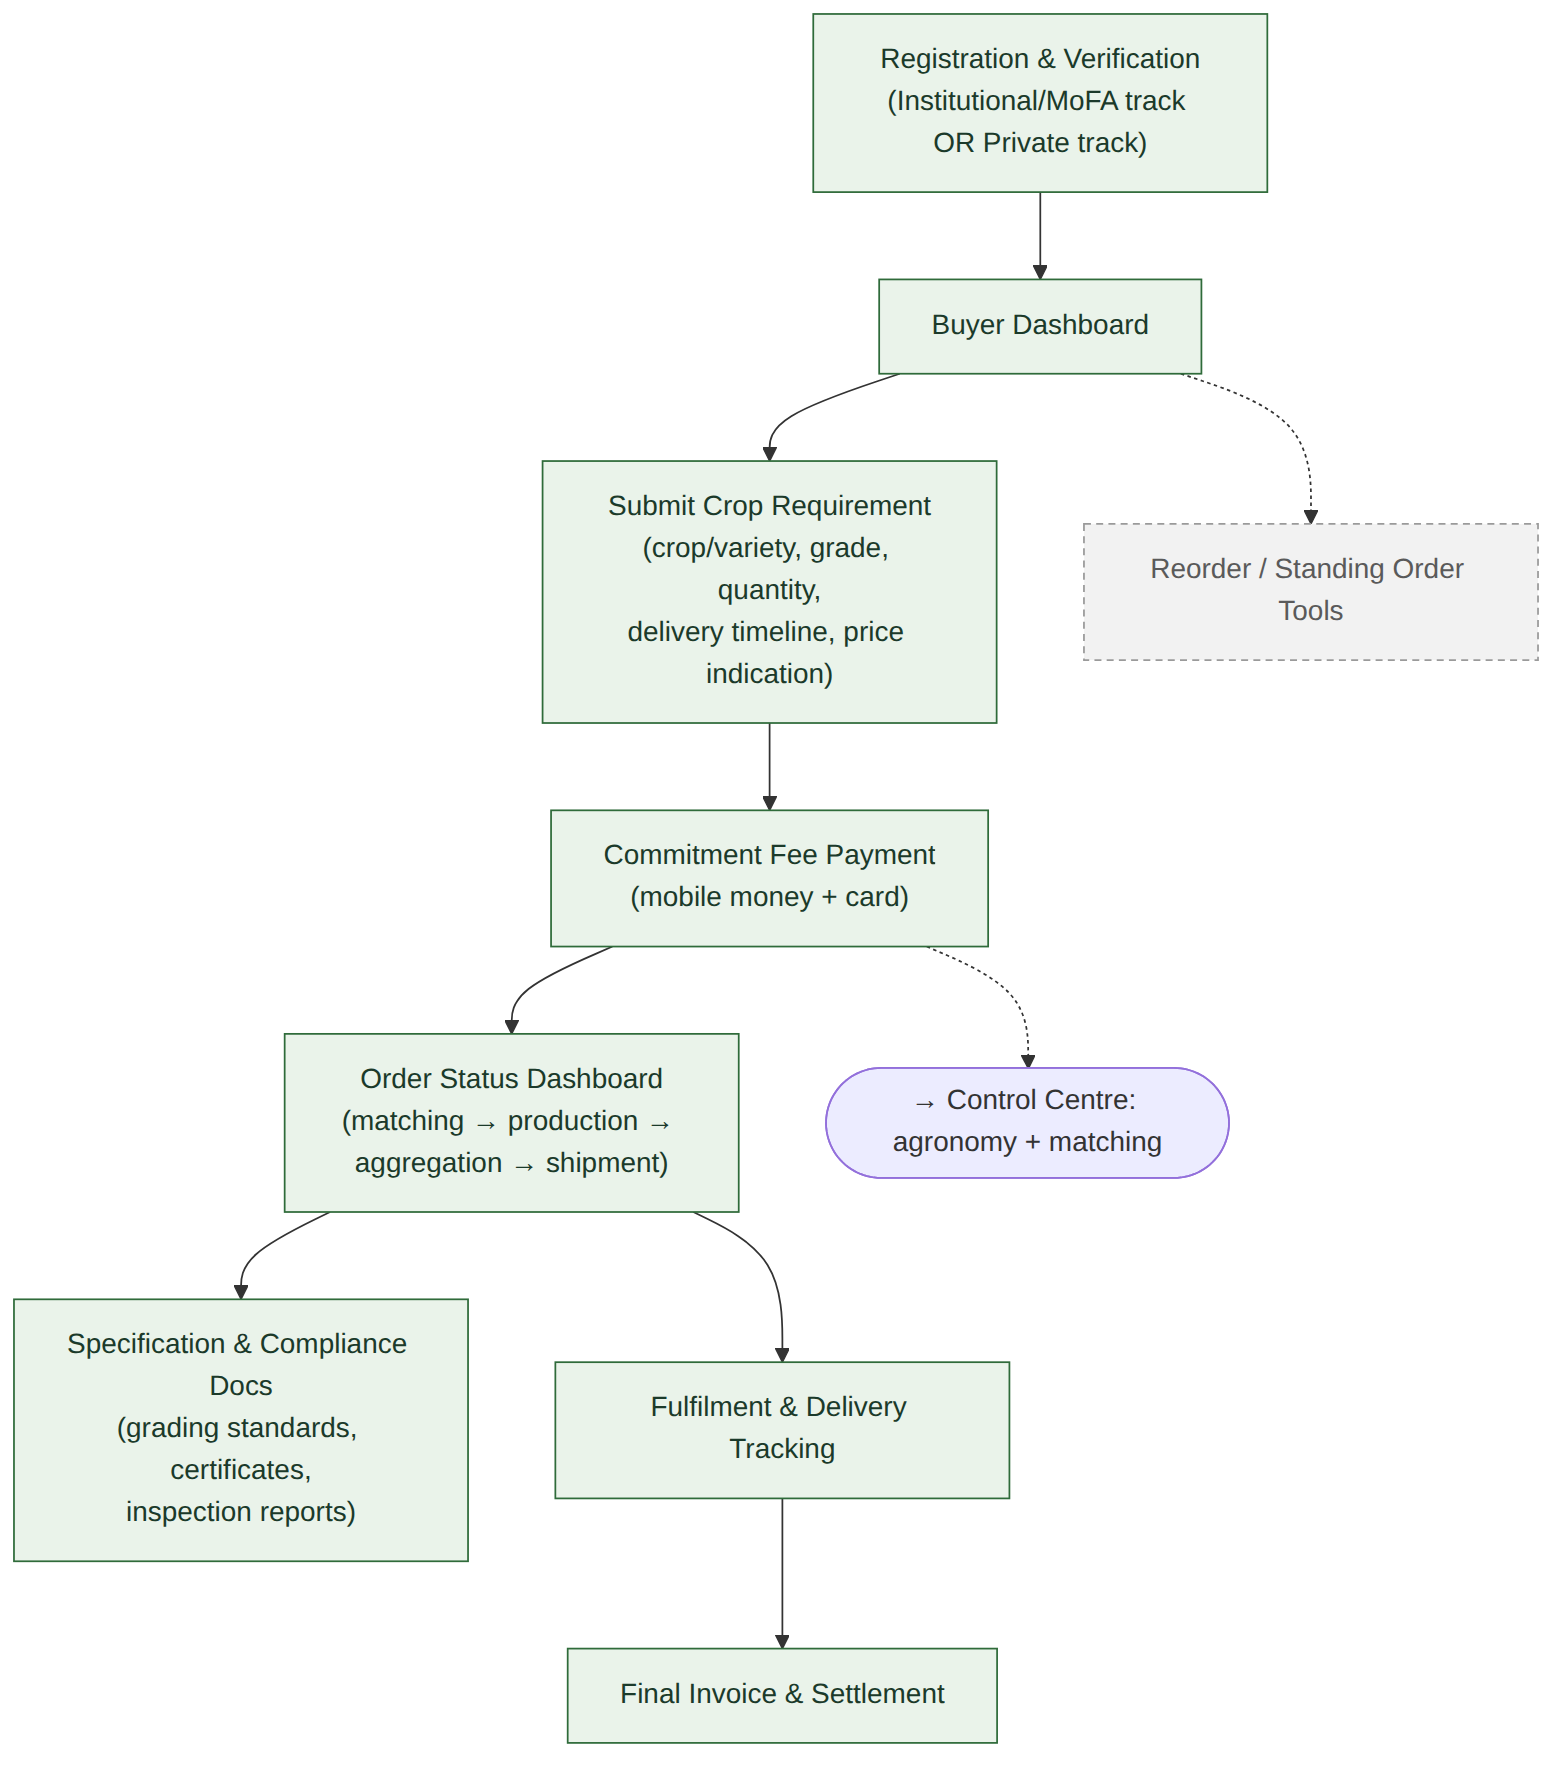 Registration & Verification
(Institutional/MoFA track
OR Private track)
Buyer Dashboard
Submit Crop Requirement
(crop/variety, grade,
quantity,
delivery timeline, price
indication)
Reorder / Standing Order
Tools
Commitment Fee Payment
(mobile money + card)
Order Status Dashboard
(matching → production →
aggregation → shipment)
→ Control Centre:
agronomy + matching
Specification & Compliance
Docs
(grading standards,
certificates,
inspection reports)
Fulfilment & Delivery
Tracking
Final Invoice & Settlement